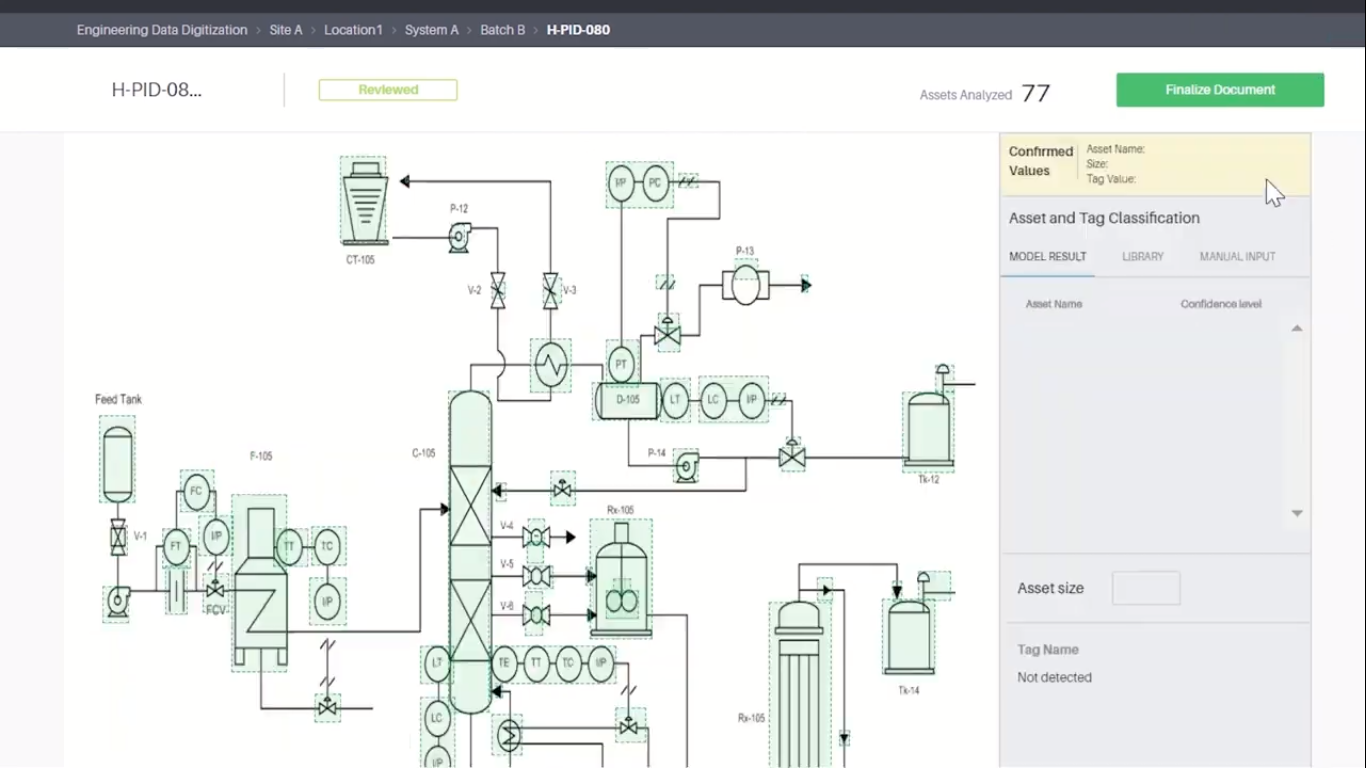 Engineering Data Digitization > Site A > Location1 > System A > Batch B > H-PID-080
H-PID-08...
Reviewed
Assets Analyzed 77
Finalize Document
Confirmed Values
Asset Name:
Size:
Tag Value:
Asset and Tag Classification
MODEL RESULT LIBRARY MANUAL INPUT
Asset Name Confidence level
Asset size
Tag Name
Not detected
I/P PC
P-12
CT-105
P-13
V-2 V-3
PT
D-105 LT LC I/P
Feed Tank
F-105
C-105
P-14
Tk-12
FC
V-1 FT I/P TT TC
V-4
Rx-105
V-5
FCV I/P
V-6
LT TE TT TC I/P
Tk-14
LC
Rx-105
I/P